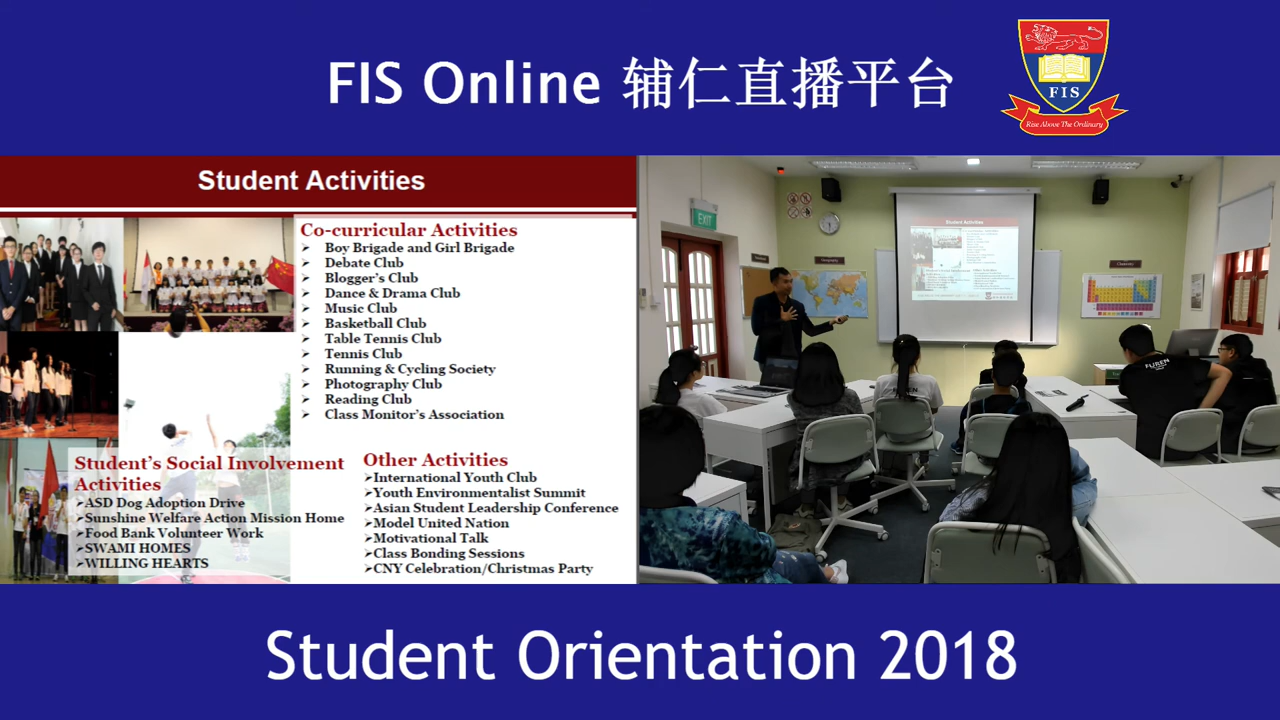 FIS Online 辅仁直播平台
FIS
Rise Above The Ordinary
Student Activities
Co-curricular Activities
Boy Brigade and Girl Brigade
Debate Club
Blogger's Club
Dance & Drama Club
Music Club
Basketball Club
Table Tennis Club
Tennis Club
Running & Cycling Society
Photography Club
Reading Club
Class Monitor's Association
Student's Social Involvement
Activities
ASD Dog Adoption Drive
Sunshine Welfare Action Mission Home
Food Bank Volunteer Work
SWAMI HOMES
WILLING HEARTS
Other Activities
International Youth Club
Youth Environmentalist Summit
Asian Student Leadership Conference
Model United Nation
Motivational Talk
Class Bonding Sessions
CNY Celebration/Christmas Party
EXIT
Student Activities
FUREN
FUREN
Student Orientation 2018